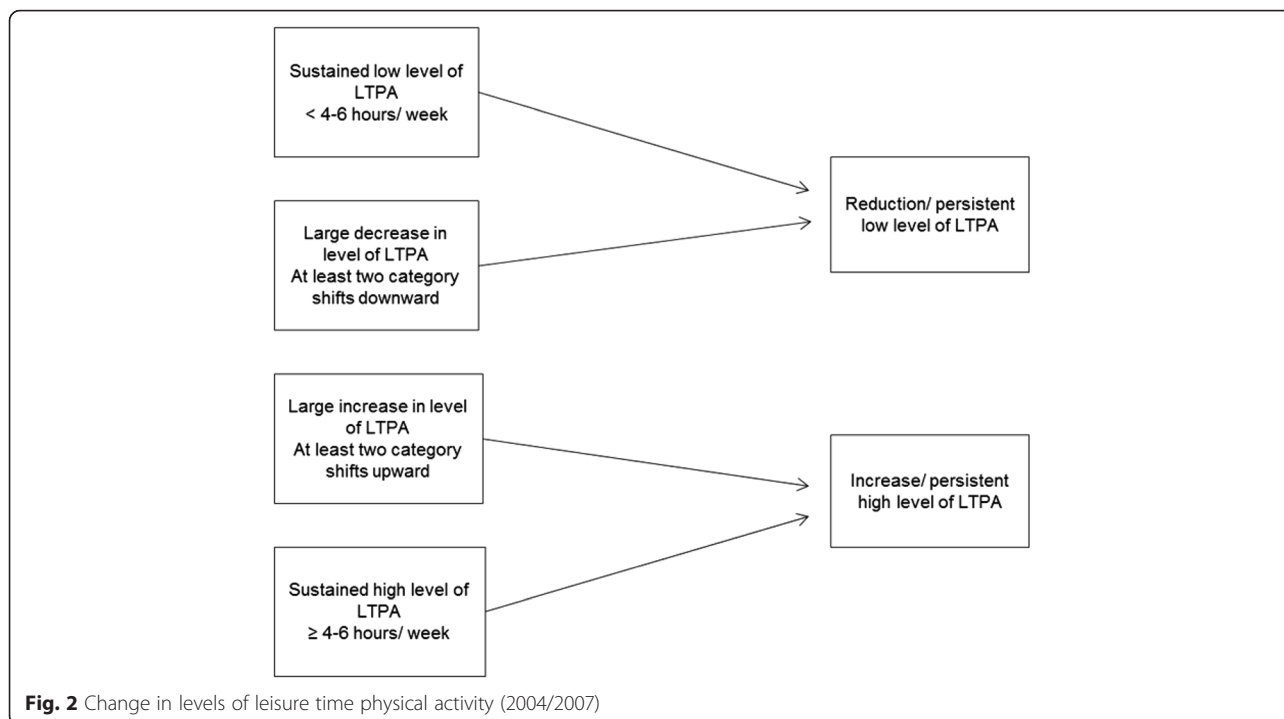 Sustained low level of
LTPA
< 4-6 hours/ week
Large decrease in
level of LTPA
At least two category
shifts downward
Reduction/ persistent
low level of LTPA
Large increase in level
of LTPA
At least two category
shifts upward
Increase/ persistent
high level of LTPA
Sustained high level of
LTPA
≥ 4-6 hours/ week
Fig. 2 Change in levels of leisure time physical activity (2004/2007)